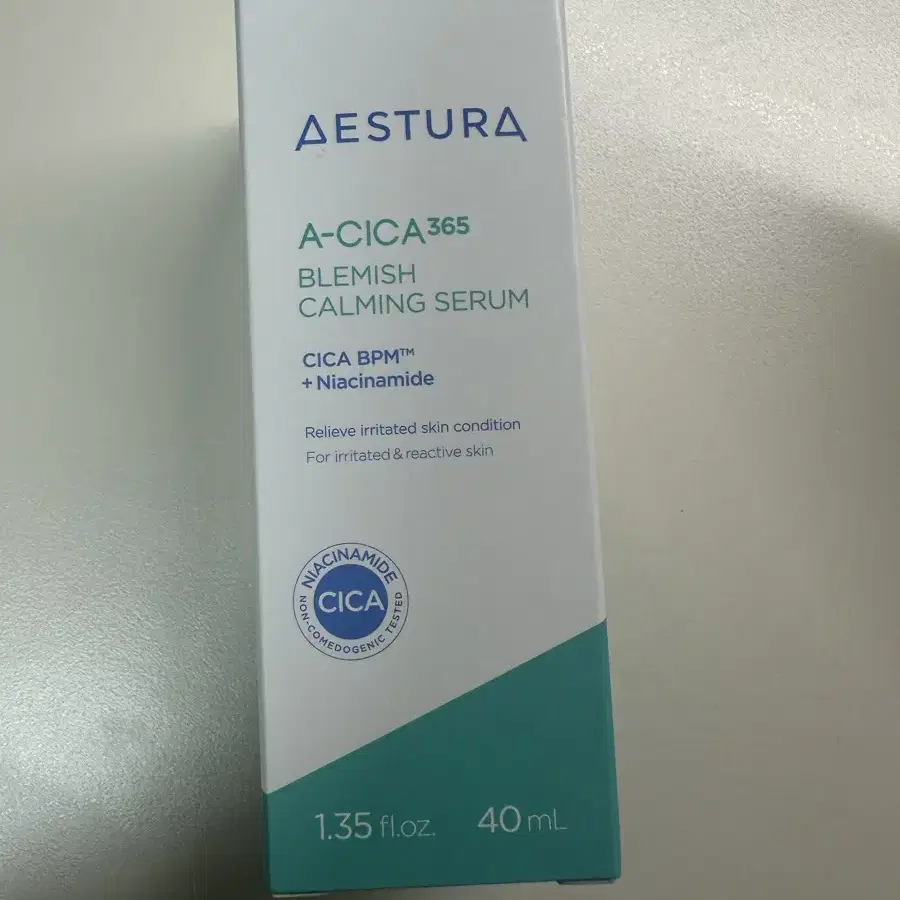 AESTURA
A-CICA³⁶⁵
BLEMISH
CALMING SERUM
CICA BPM™
+ Niacinamide
Relieve irritated skin condition
For irritated & reactive skin
NIACINAMIDE
CICA
NON-COMEDOGENIC TESTED
1.35 fl.oz. 40 mL